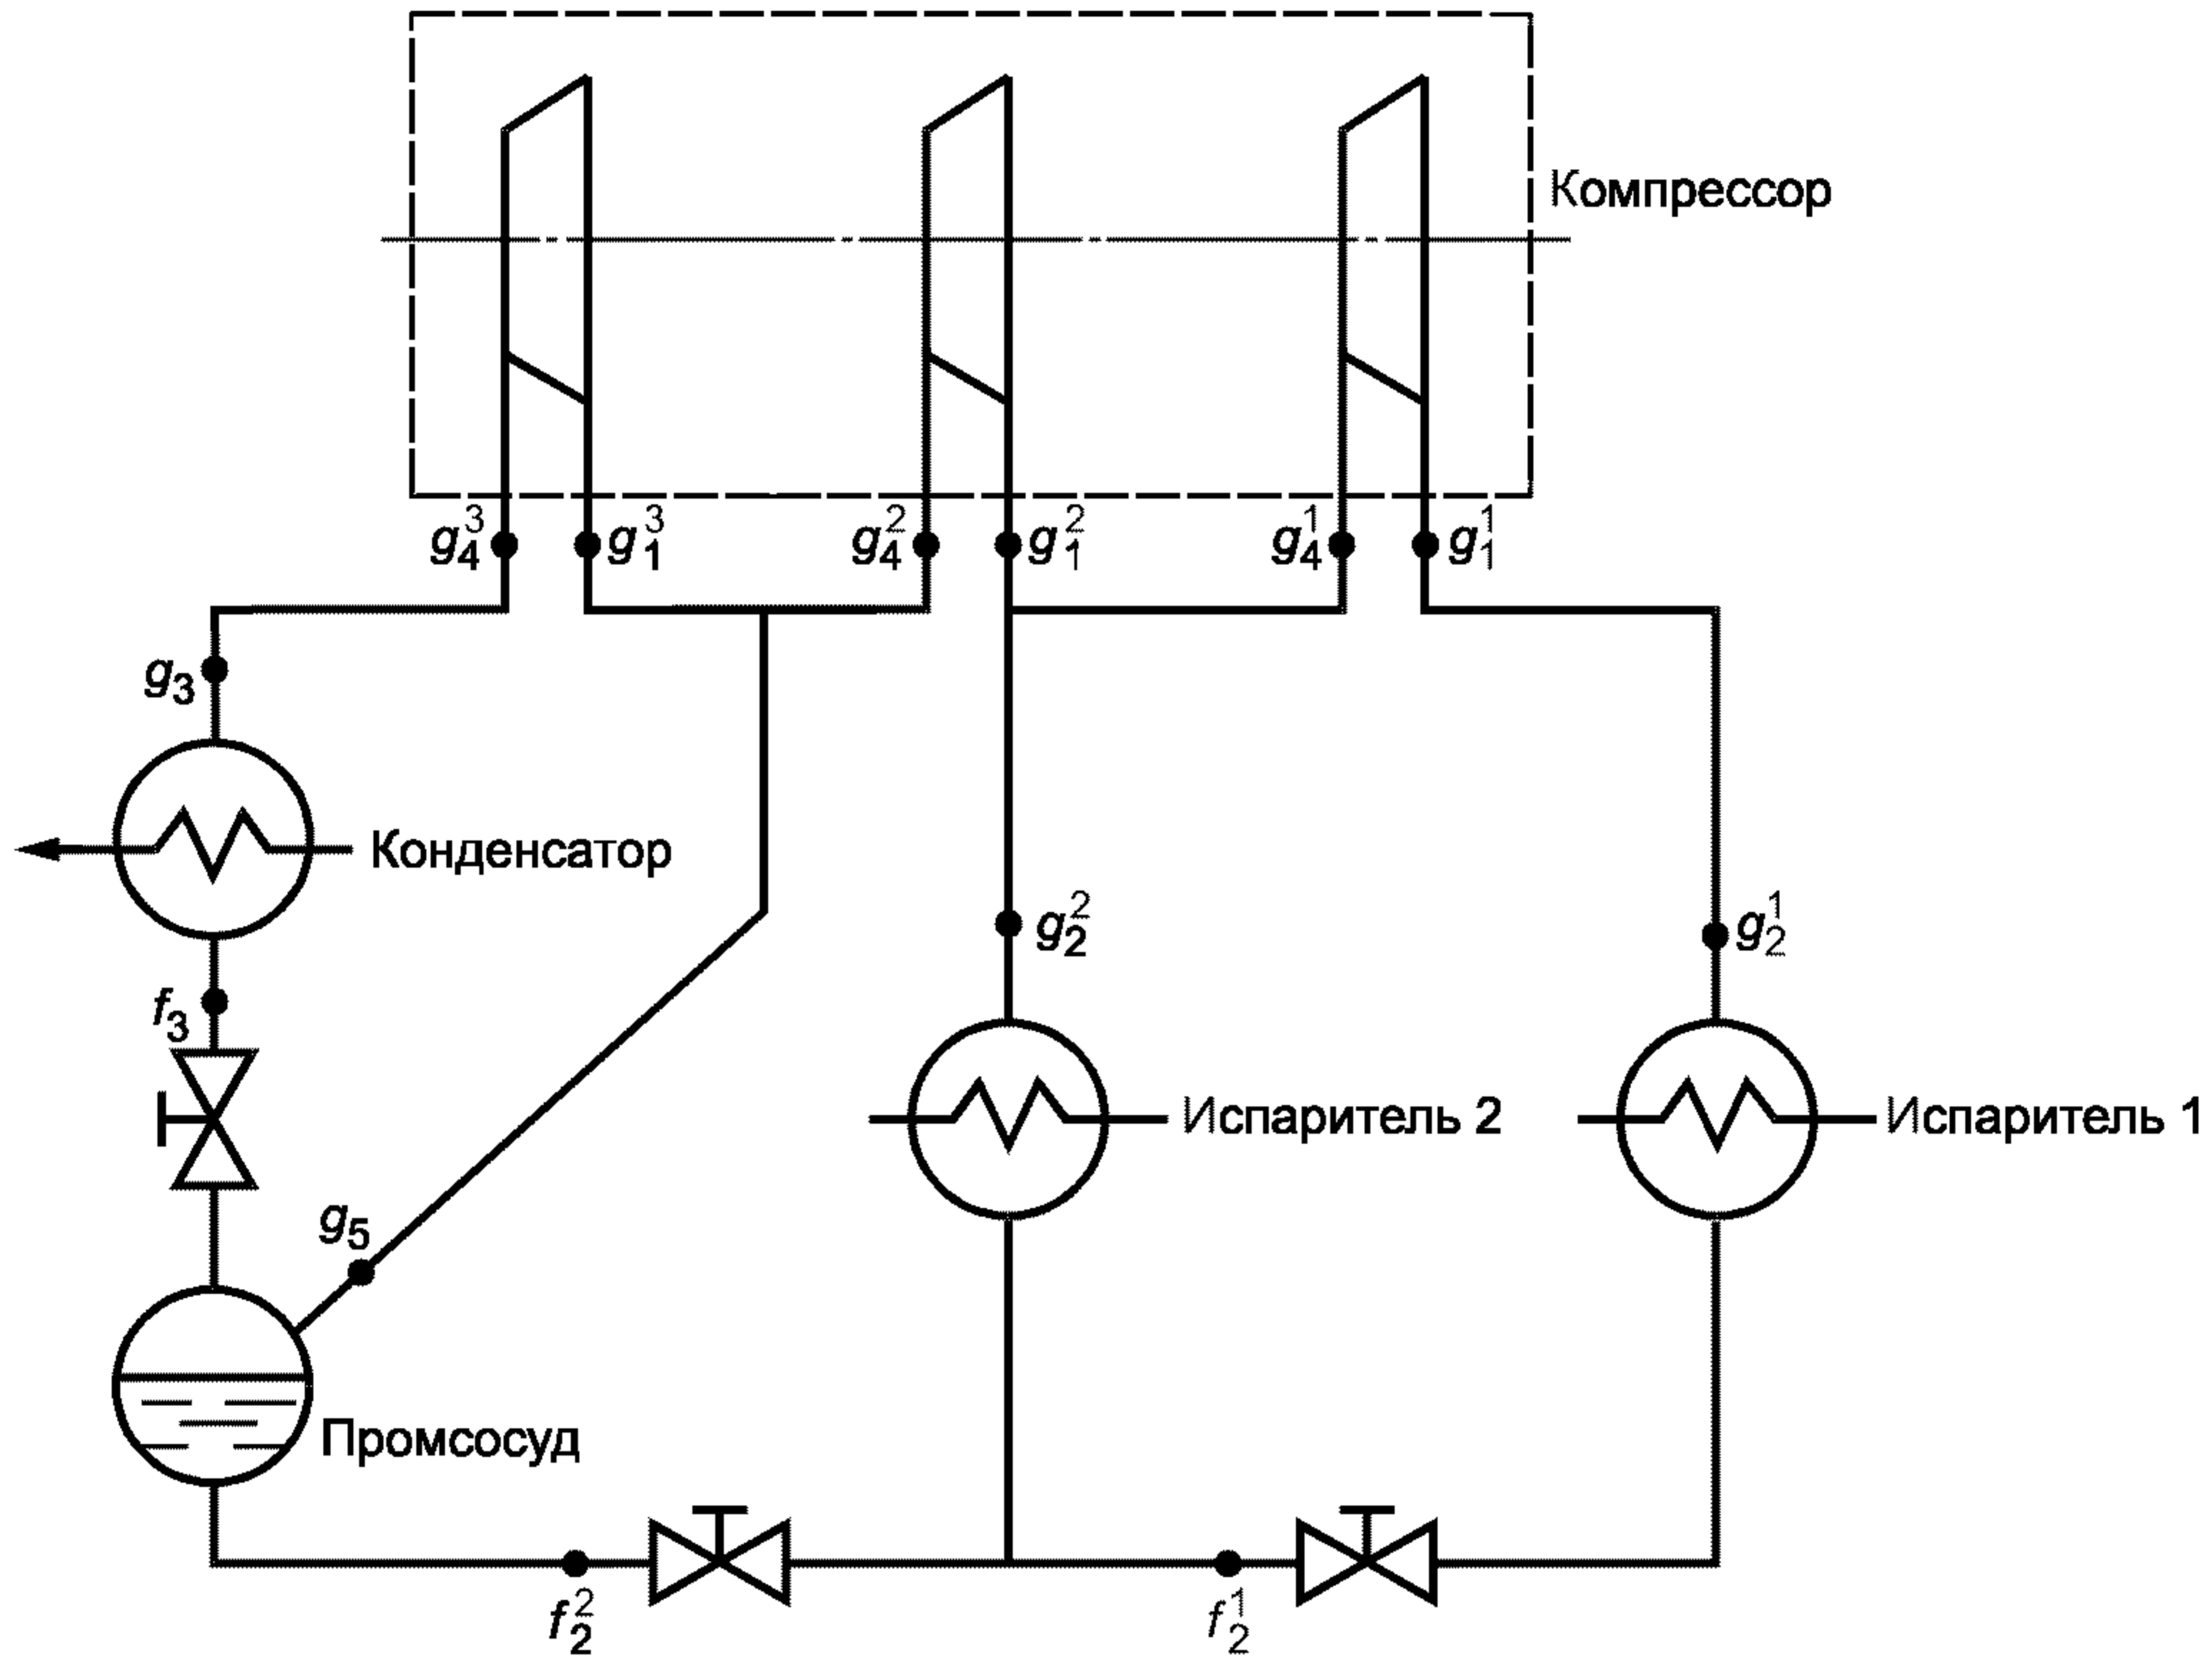 Компрессор
g₄³ g₁³ g₄² g₁² g₄¹ g₁¹
g₃
Конденсатор
g₂² g₂¹
f₃
Испаритель 2 Испаритель 1
g₅
Промсосуд
f₂² f₂¹